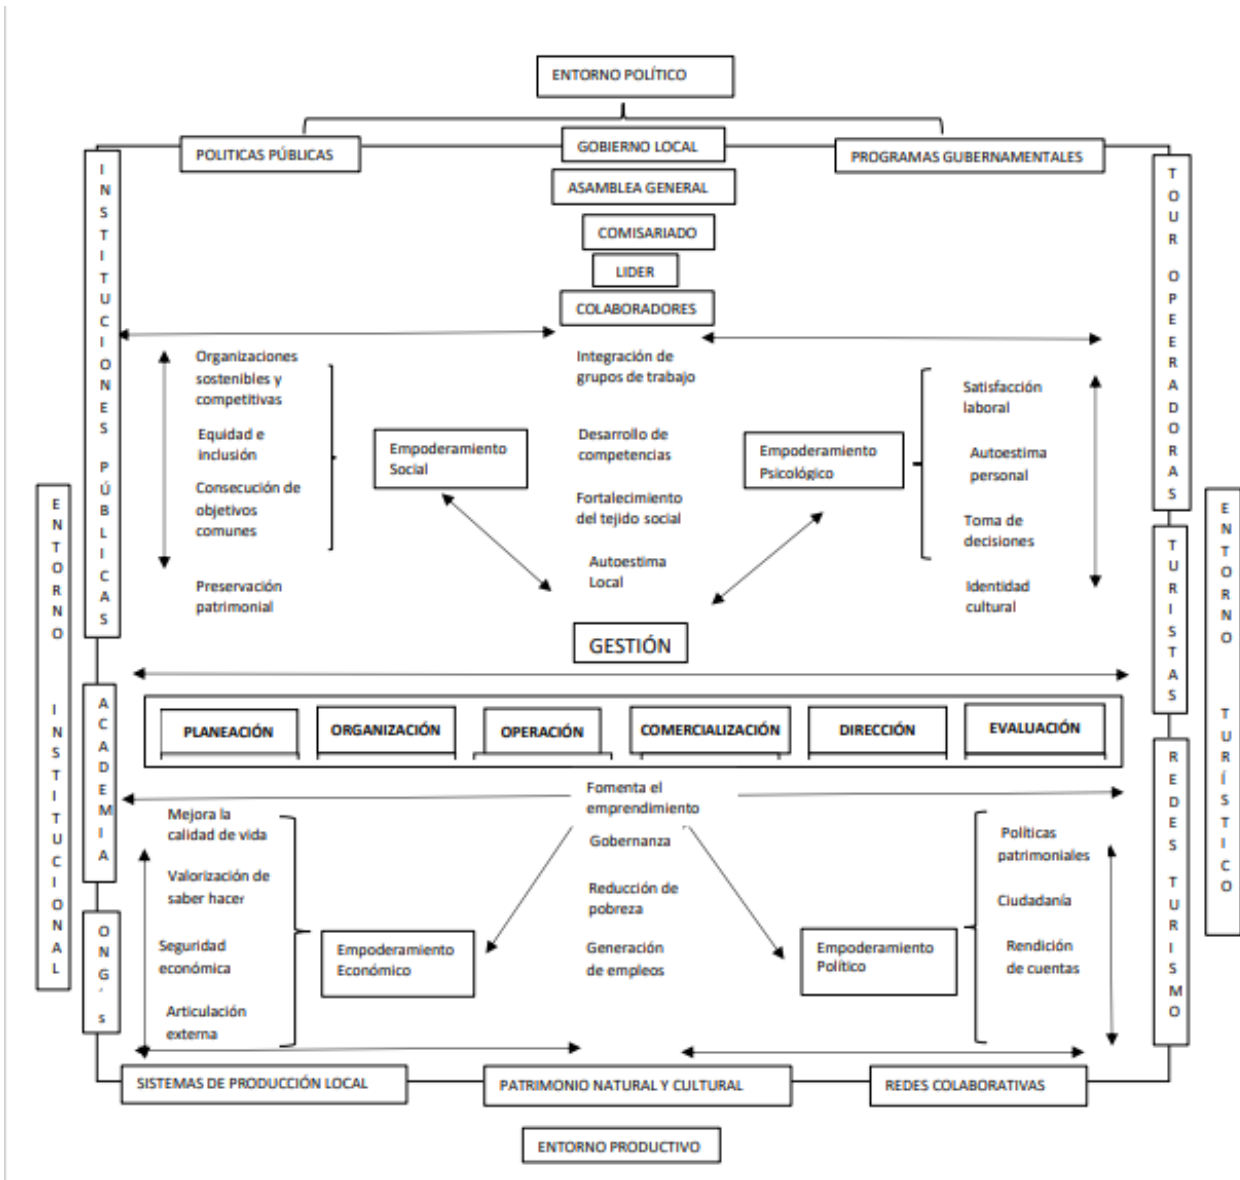 ENTORNO POLÍTICO
POLITICAS PÚBLICAS
GOBIERNO LOCAL
PROGRAMAS GUBERNAMENTALES
ASAMBLEA GENERAL
COMISARIADO
LIDER
COLABORADORES
INSTITUCIONES PÚBLICAS
ACADEMIA
ONG´s
ENTORNO INSTITUCIONAL
Organizaciones
sostenibles y
competitivas
Equidad e
inclusión
Consecución de
objetivos
comunes
Preservación
patrimonial
Empoderamiento
Social
Integración de
grupos de trabajo
Desarrollo de
competencias
Fortalecimiento
del tejido social
Autoestima
Local
Empoderamiento
Psicológico
Satisfacción
laboral
Autoestima
personal
Toma de
decisiones
Identidad
cultural
TOUR OPEERADORAS
TURISTAS
REDES TURISMO
ENTORNO TURÍSTICO
GESTIÓN
PLANEACIÓN
ORGANIZACIÓN
OPERACIÓN
COMERCIALIZACIÓN
DIRECCIÓN
EVALUACIÓN
Mejora la
calidad de vida
Valorización de
saber hacer
Seguridad
económica
Articulación
externa
Empoderamiento
Económico
Fomenta el
emprendimiento
Gobernanza
Reducción de
pobreza
Generación
de empleos
Empoderamiento
Político
Políticas
patrimoniales
Ciudadanía
Rendición
de cuentas
SISTEMAS DE PRODUCCIÓN LOCAL
PATRIMONIO NATURAL Y CULTURAL
REDES COLABORATIVAS
ENTORNO PRODUCTIVO